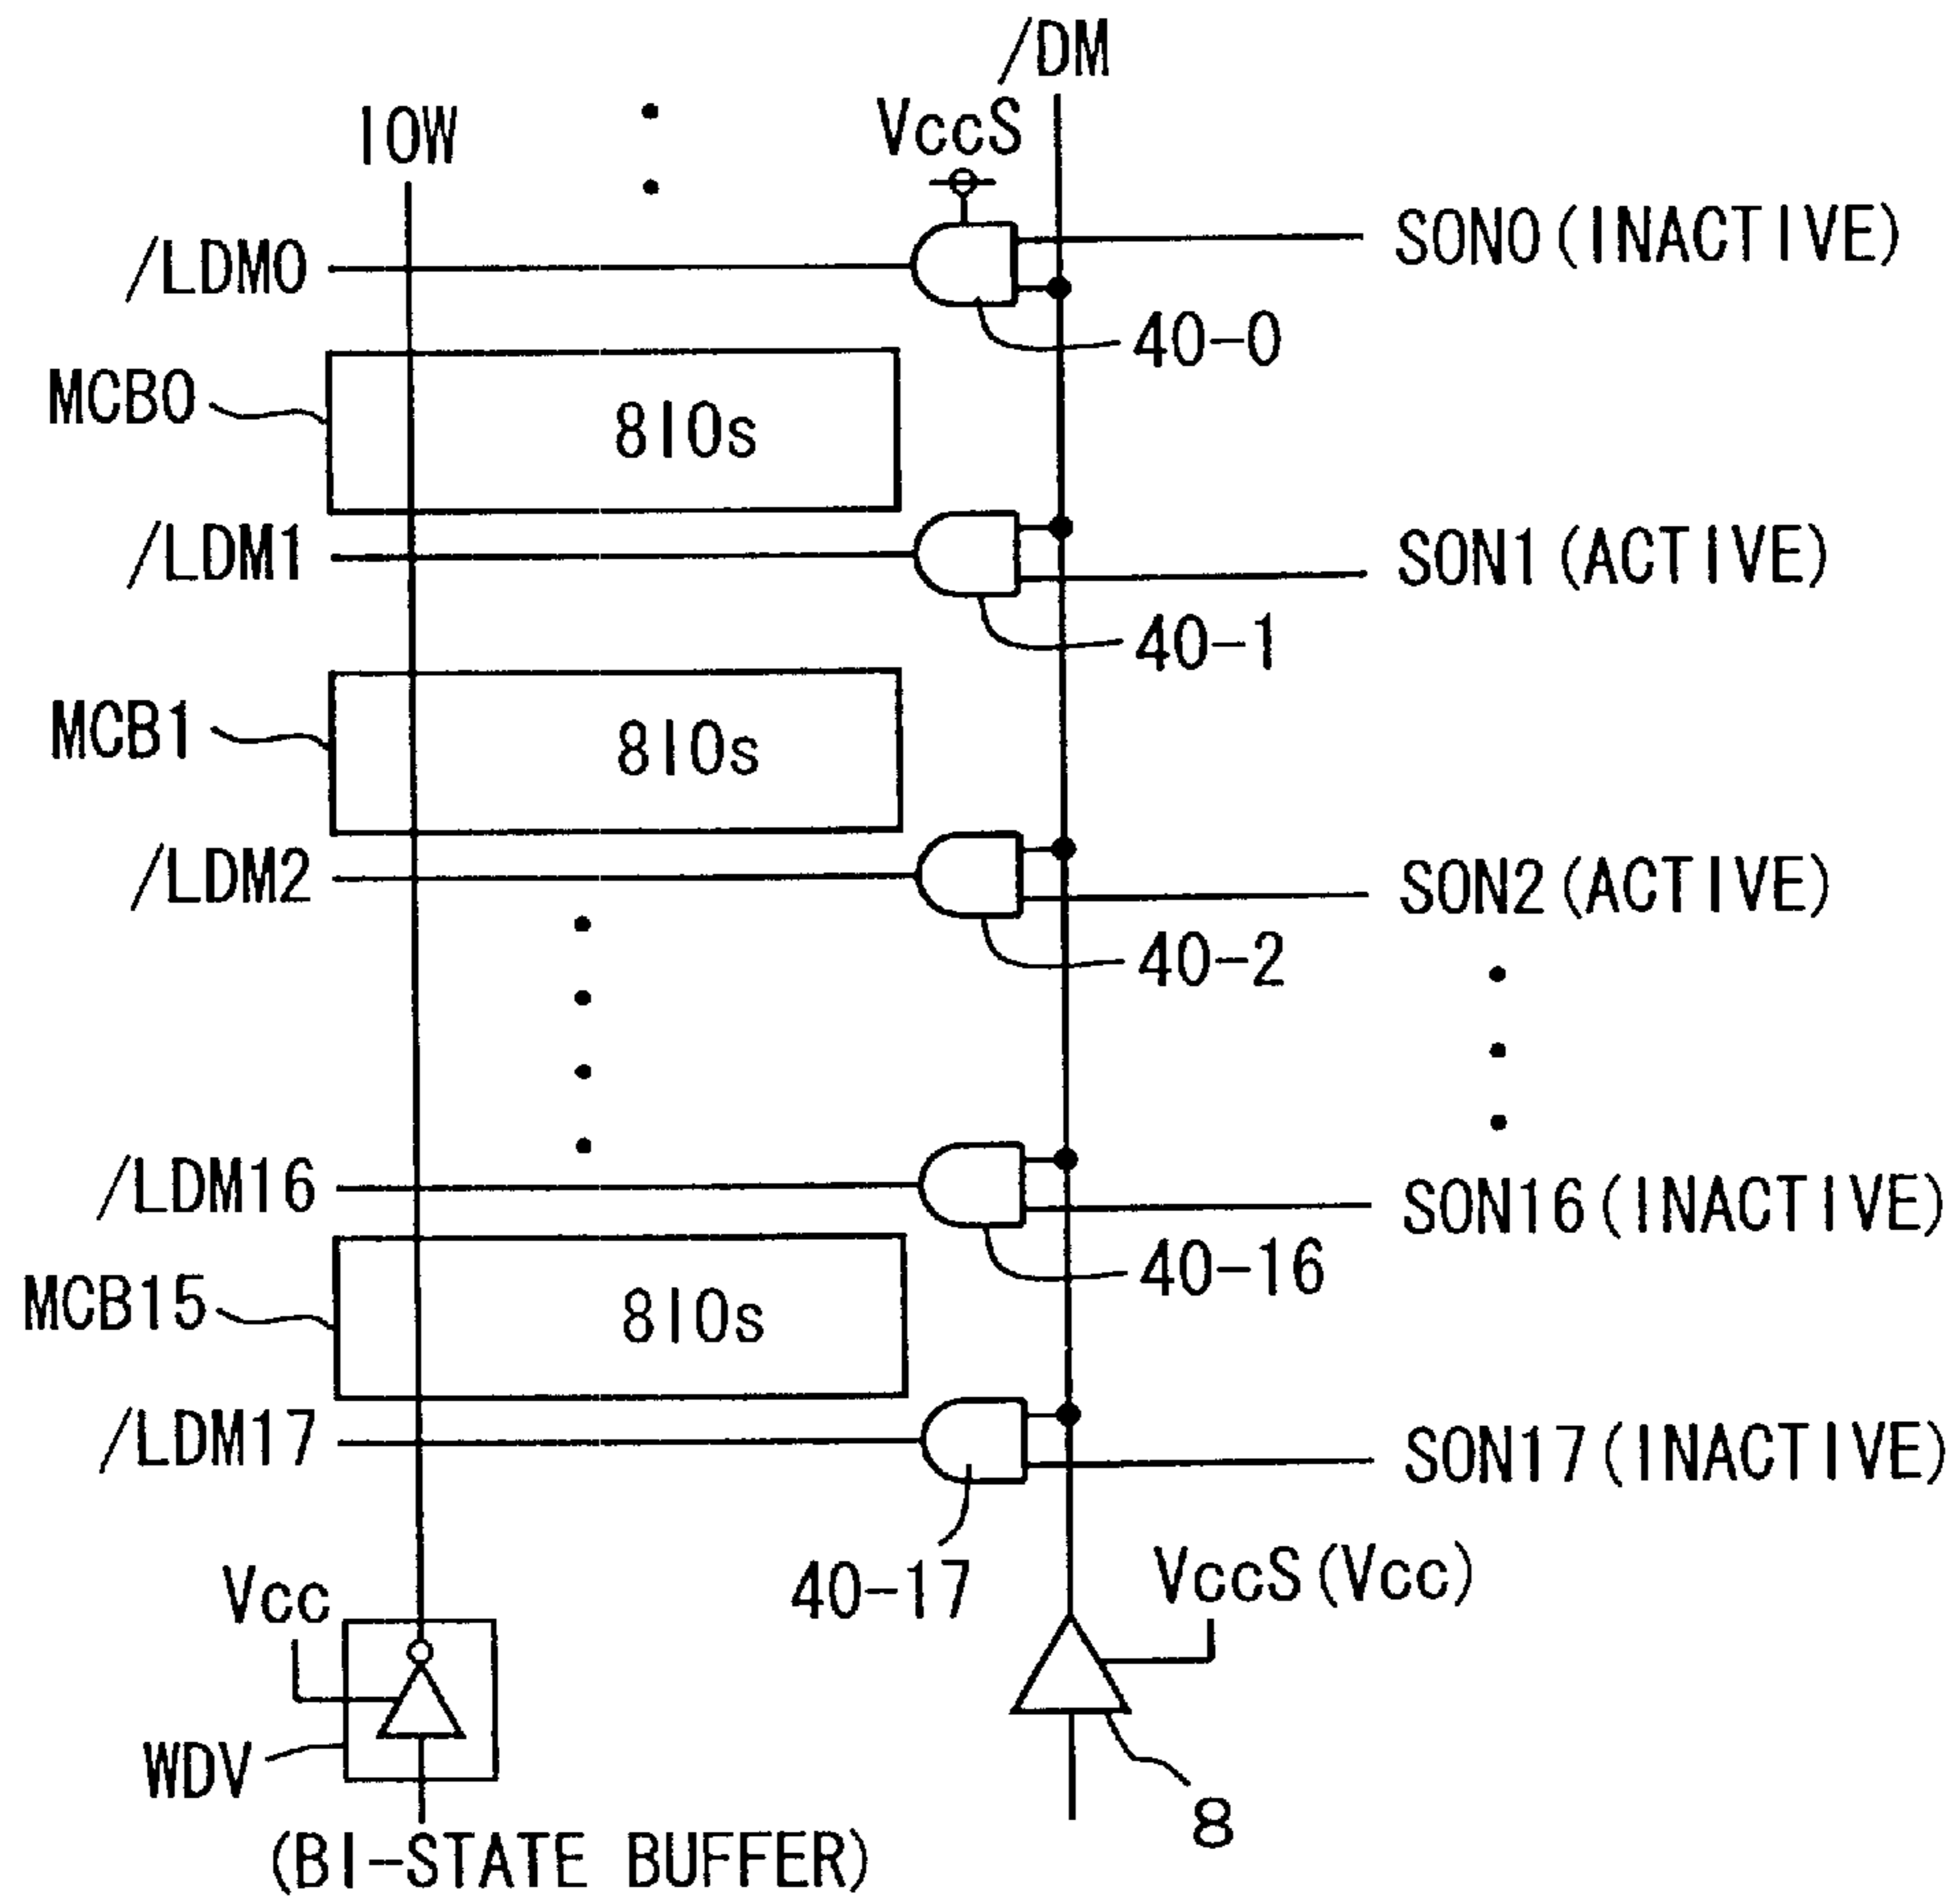 /DM
IOW
VccS
/LDM0
SON0(INACTIVE)
40-0
MCB0
8IOs
/LDM1
SON1(ACTIVE)
40-1
MCB1
8IOs
/LDM2
SON2(ACTIVE)
40-2
/LDM16
SON16(INACTIVE)
40-16
MCB15
8IOs
/LDM17
SON17(INACTIVE)
40-17
Vcc
VccS(Vcc)
WDV
8
(BI-STATE BUFFER)